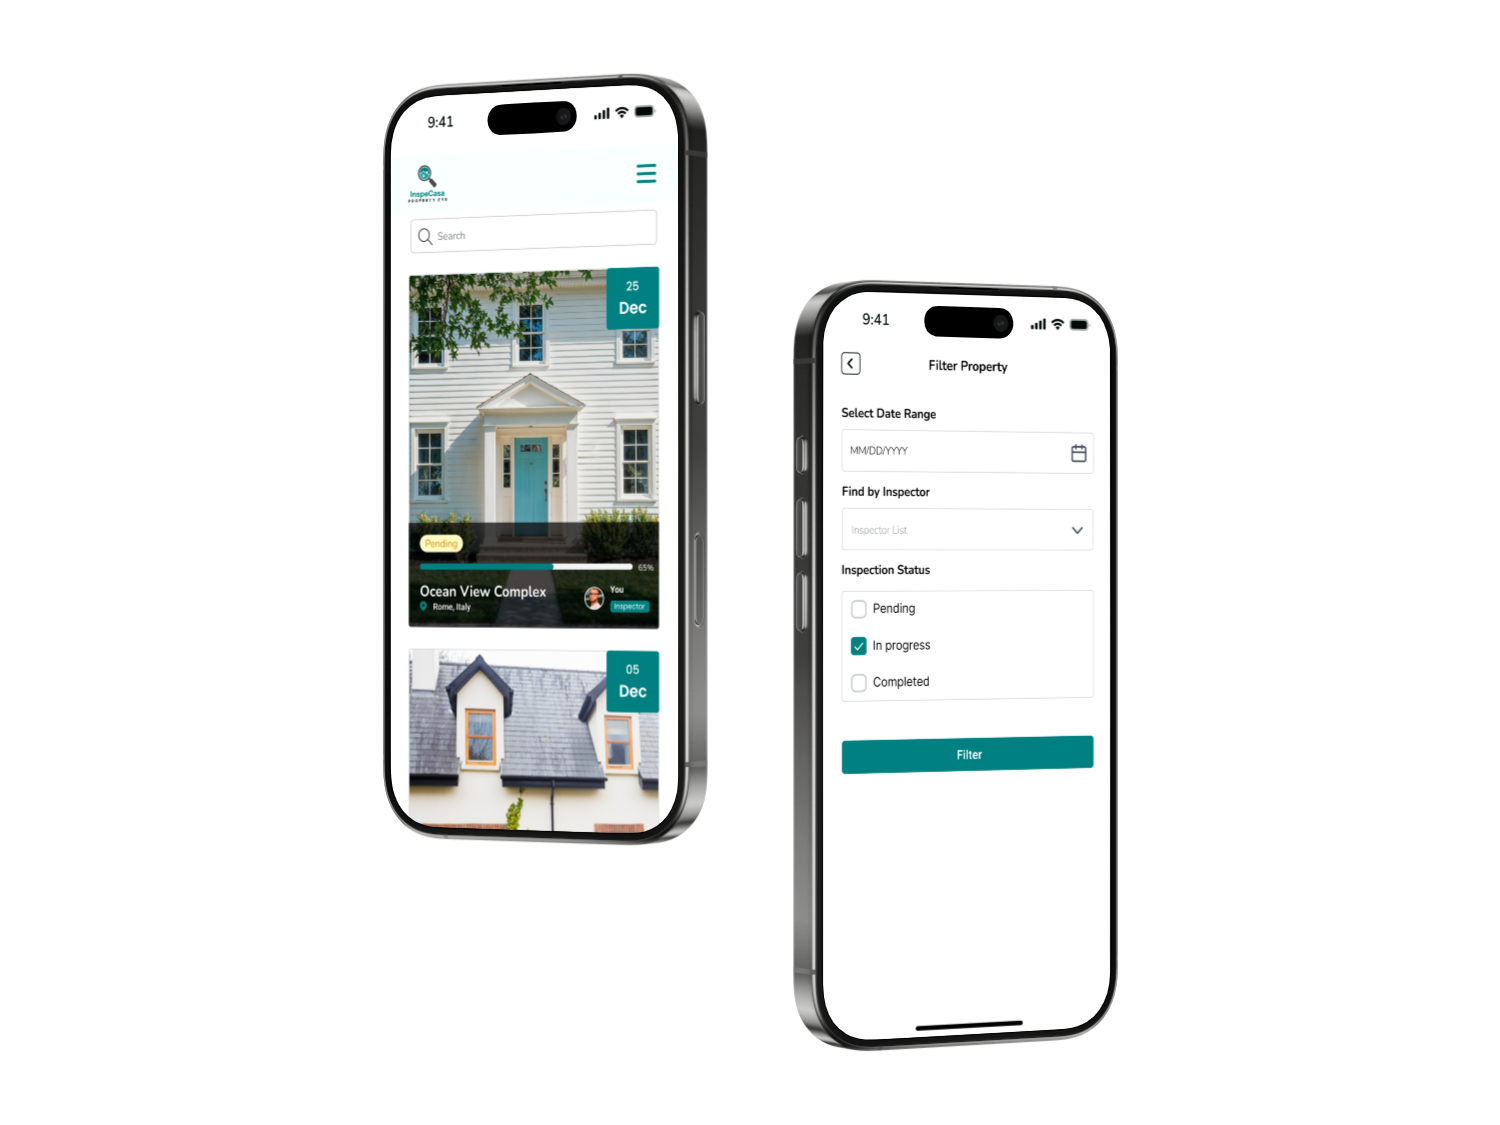 9:41
InspeCasa
PROPERTY EYE
Search
25
Dec
Pending
65%
Ocean View Complex
Rome, Italy
You
Inspector
05
Dec
9:41
Filter Property
Select Date Range
MM/DD/YYYY
Find by Inspector
Inspector List
Inspection Status
Pending
In progress
Completed
Filter